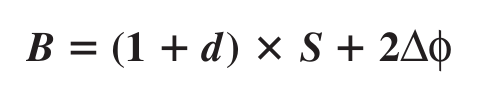 B = (1 + d) × S + 2Δϕ